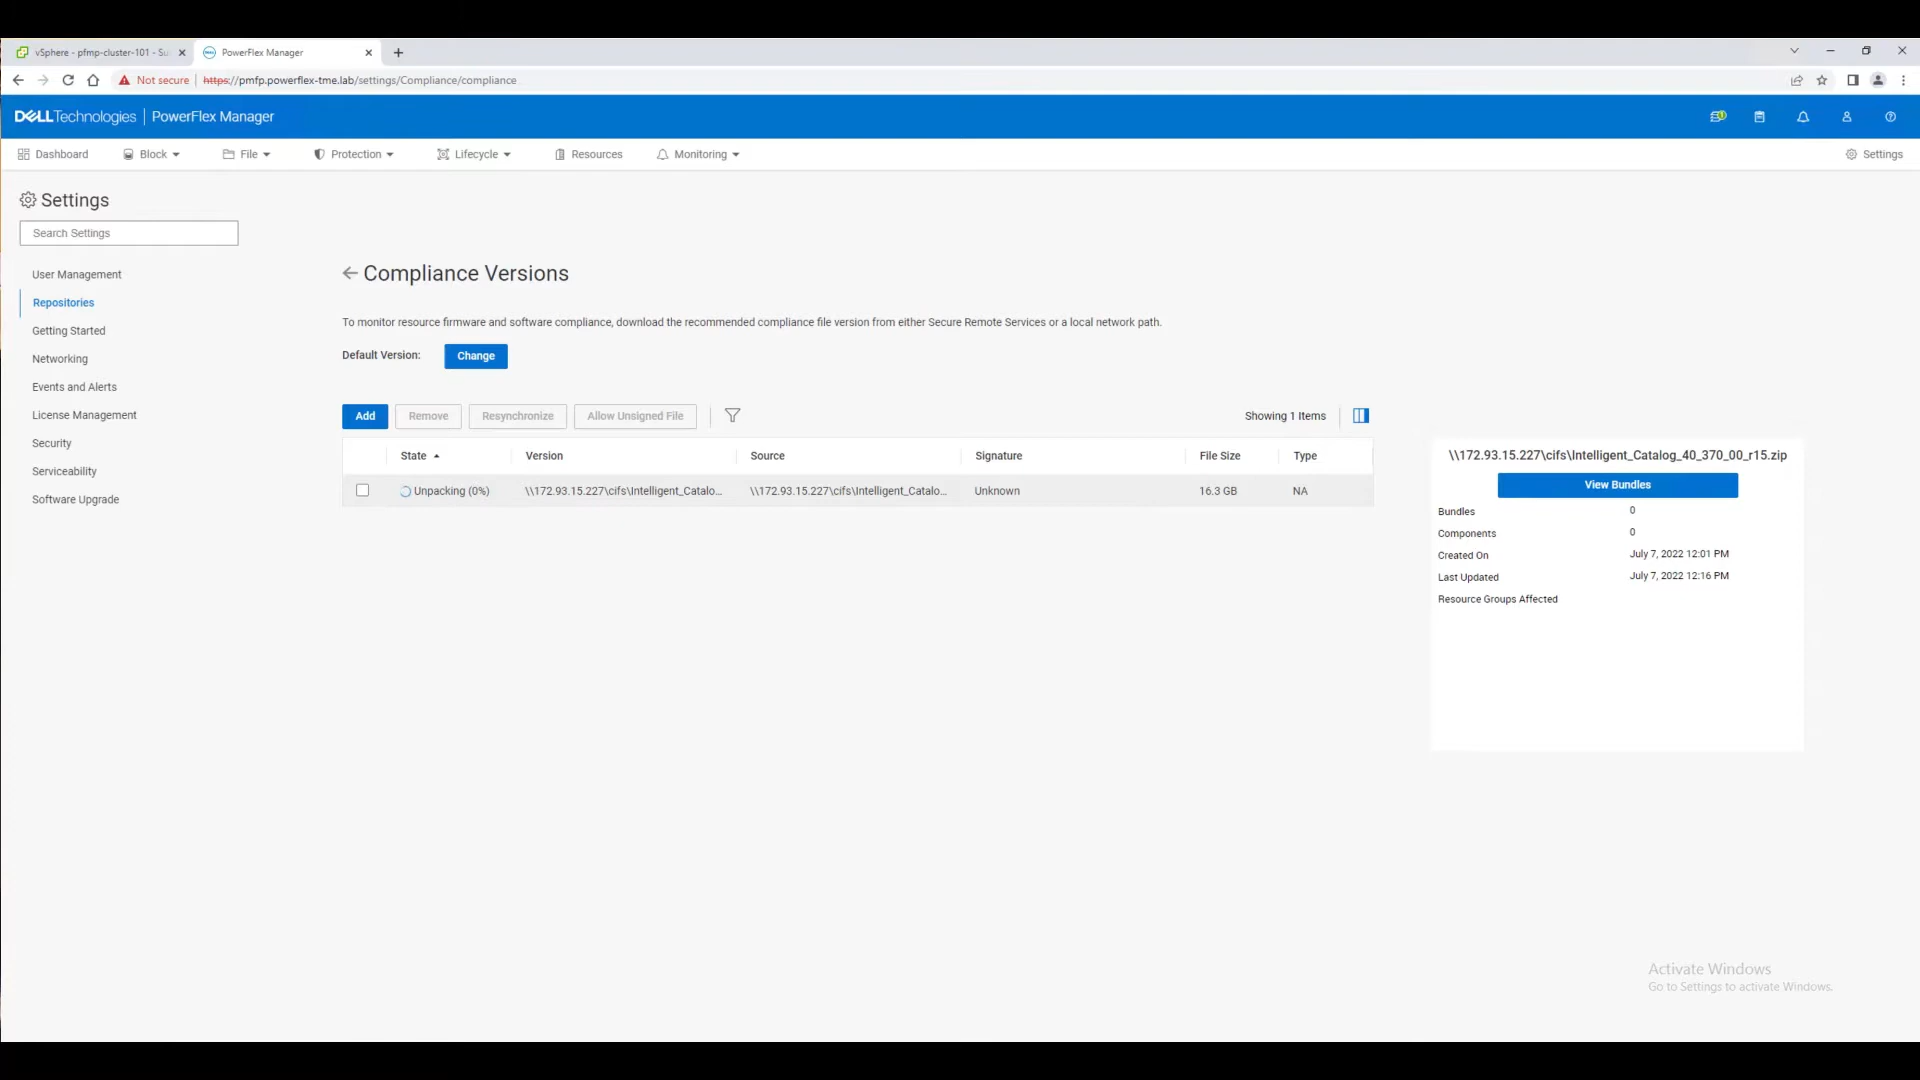 vSphere - pfmp-cluster-101 - Su
PowerFlex Manager
Not secure
https://pmfp.powerflex-tme.lab/settings/Compliance/compliance
DELLTechnologies | PowerFlex Manager
Dashboard
Block
File
Protection
Lifecycle
Resources
Monitoring
Settings
Settings
Search Settings
User Management
Repositories
Getting Started
Networking
Events and Alerts
License Management
Security
Serviceability
Software Upgrade
Compliance Versions
To monitor resource firmware and software compliance, download the recommended compliance file version from either Secure Remote Services or a local network path.
Default Version: Change
Add Remove Resynchronize Allow Unsigned File Showing 1 Items
State Version Source Signature File Size Type
Unpacking (0%) \\172.93.15.227\cifs\Intelligent_Catalo... \\172.93.15.227\cifs\Intelligent_Catalo... Unknown 16.3 GB NA
\\172.93.15.227\cifs\Intelligent_Catalog_40_370_00_r15.zip
View Bundles
Bundles 0
Components 0
Created On July 7, 2022 12:01 PM
Last Updated July 7, 2022 12:16 PM
Resource Groups Affected
Activate Windows
Go to Settings to activate Windows.